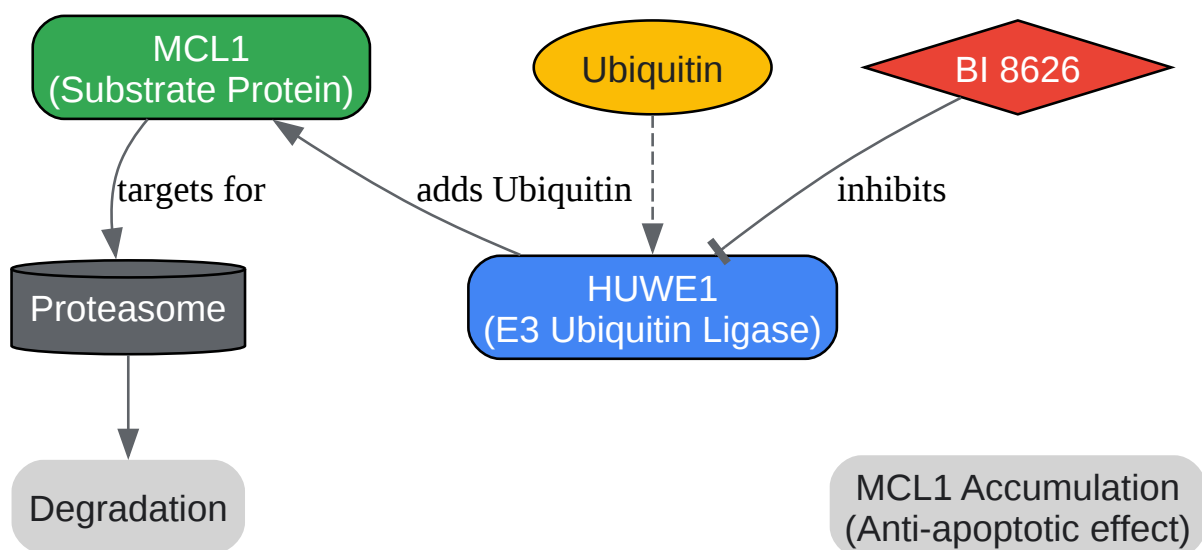 MCL1
(Substrate Protein)
Ubiquitin
BI 8626
targets for
adds Ubiquitin
inhibits
Proteasome
HUWE1
(E3 Ubiquitin Ligase)
Degradation
MCL1 Accumulation
(Anti-apoptotic effect)